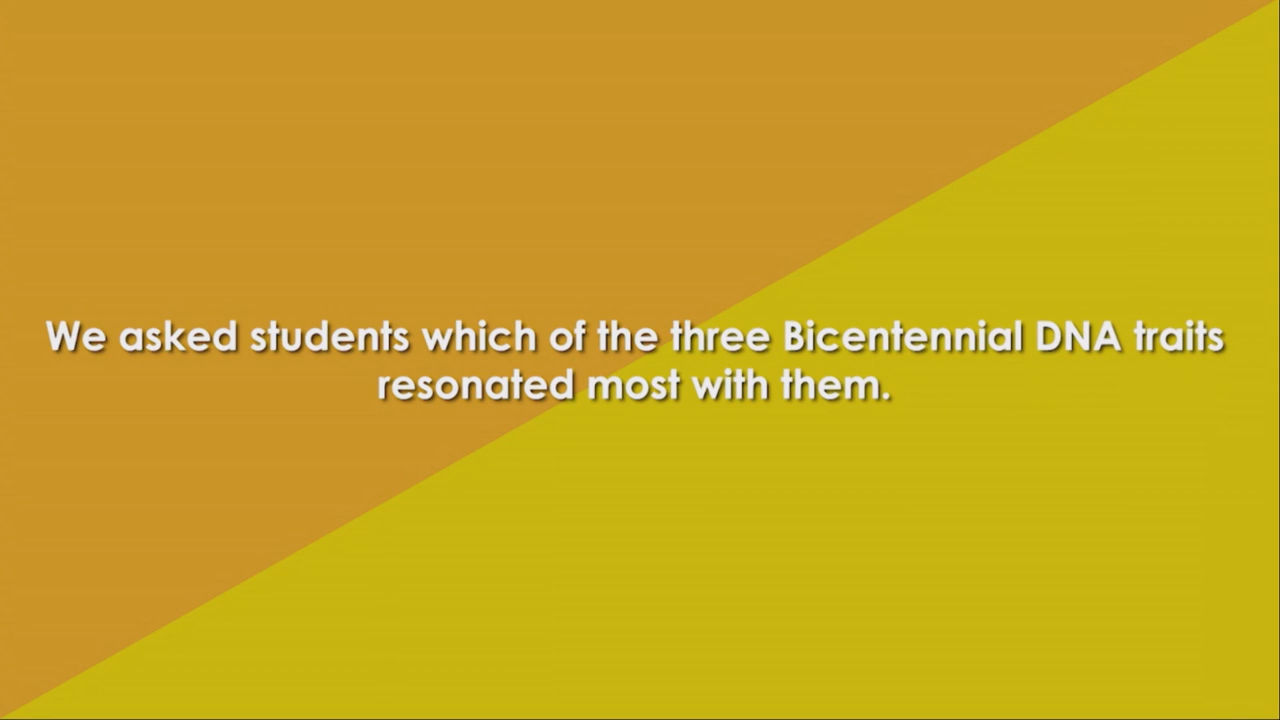 We asked students which of the three Bicentennial DNA traits
resonated most with them.